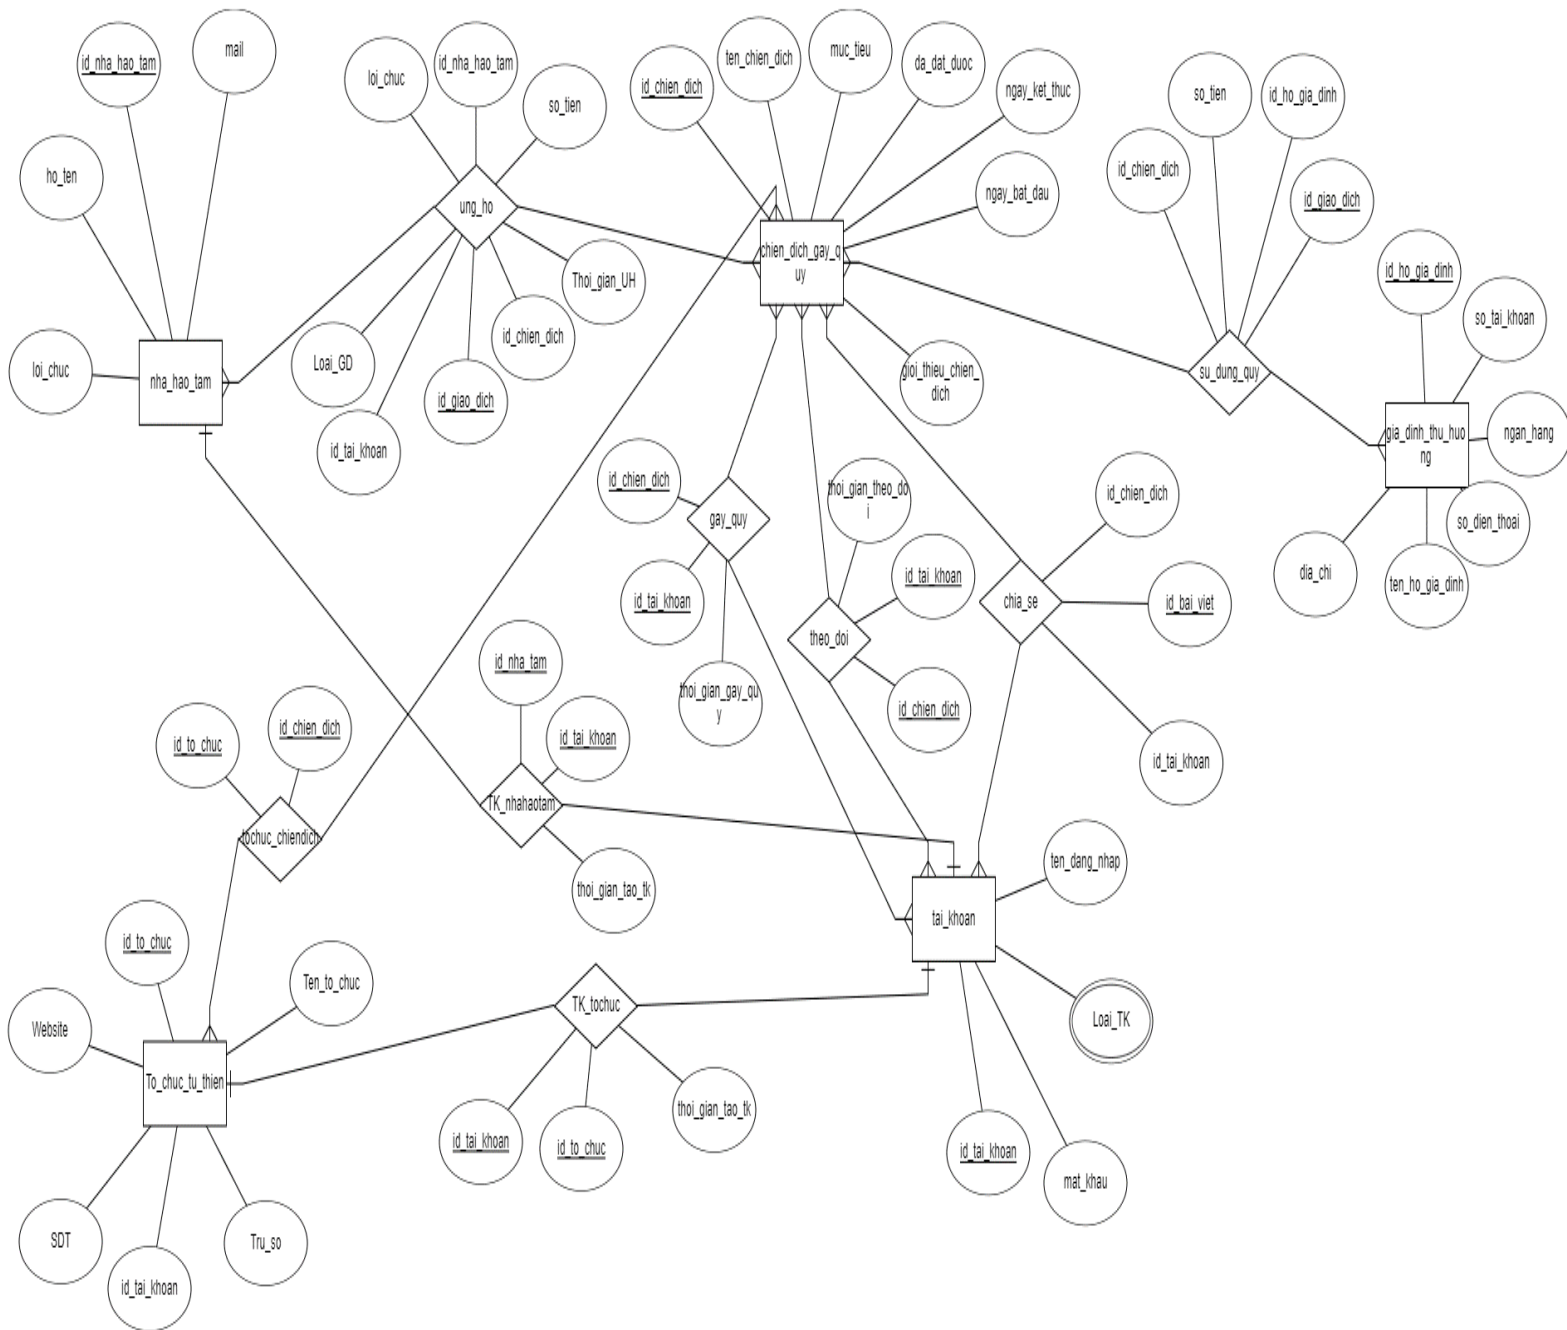 mail
id_nha_hao_tam
id_nha_hao_tam
loi_chuc
so_tien
ho_ten
ung_ho
nha_hao_tam
loi_chuc
Thoi_gian_UH
id_chien_dich
Loai_GD
id_giao_dich
id_tai_khoan
ten_chien_dich
muc_tieu
da_dat_duoc
id_chien_dich
ngay_ket_thuc
ngay_bat_dau
chien_dich_gay_q
uy
gioi_thieu_chien_
dich
so_tien
id_ho_gia_dinh
id_chien_dich
id_giao_dich
su_dung_quy
id_ho_gia_dinh
so_tai_khoan
gia_dinh_thu_huo
ng
ngan_hang
so_dien_thoai
dia_chi
ten_ho_gia_dinh
id_chien_dich
gay_quy
id_tai_khoan
thoi_gian_gay_qu
y
thoi_gian_theo_do
i
id_tai_khoan
theo_doi
id_chien_dich
id_chien_dich
chia_se
id_bai_viet
id_tai_khoan
id_nha_tam
id_tai_khoan
TK_nhahaotam
thoi_gian_tao_tk
id_to_chuc
id_chien_dich
tochuc_chiendich
id_to_chuc
Ten_to_chuc
Website
To_chuc_tu_thien
SDT
id_tai_khoan
Tru_so
TK_tochuc
thoi_gian_tao_tk
id_tai_khoan
id_to_chuc
ten_dang_nhap
tai_khoan
Loai_TK
id_tai_khoan
mat_khau